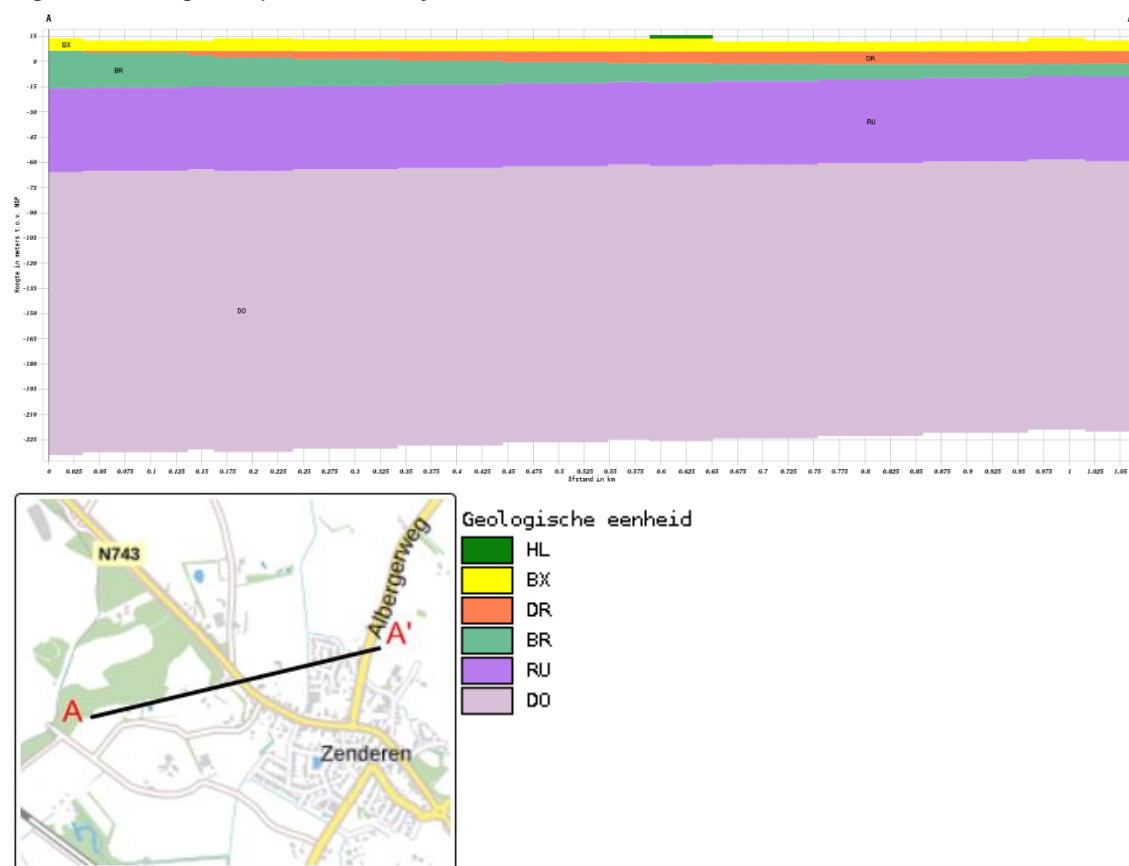 A
15
BX
0
DR
BR
-15
-30
RU
-45
-60
-75
-90
-105
-120
-135
-150
DO
-165
-180
-195
-210
-225
Hoogte in meters t.o.v. NAP
0 0.025 0.05 0.075 0.1 0.125 0.15 0.175 0.2 0.225 0.25 0.275 0.3 0.325 0.35 0.375 0.4 0.425 0.45 0.475 0.5 0.525 0.55 0.575 0.6 0.625 0.65 0.675 0.7 0.725 0.75 0.775 0.8 0.825 0.85 0.875 0.9 0.925 0.95 0.975 1 1.025 1.05
Afstand in km
N743
Albergerweg
A'
A
Zenderen
Geologische eenheid
HL
BX
DR
BR
RU
DO